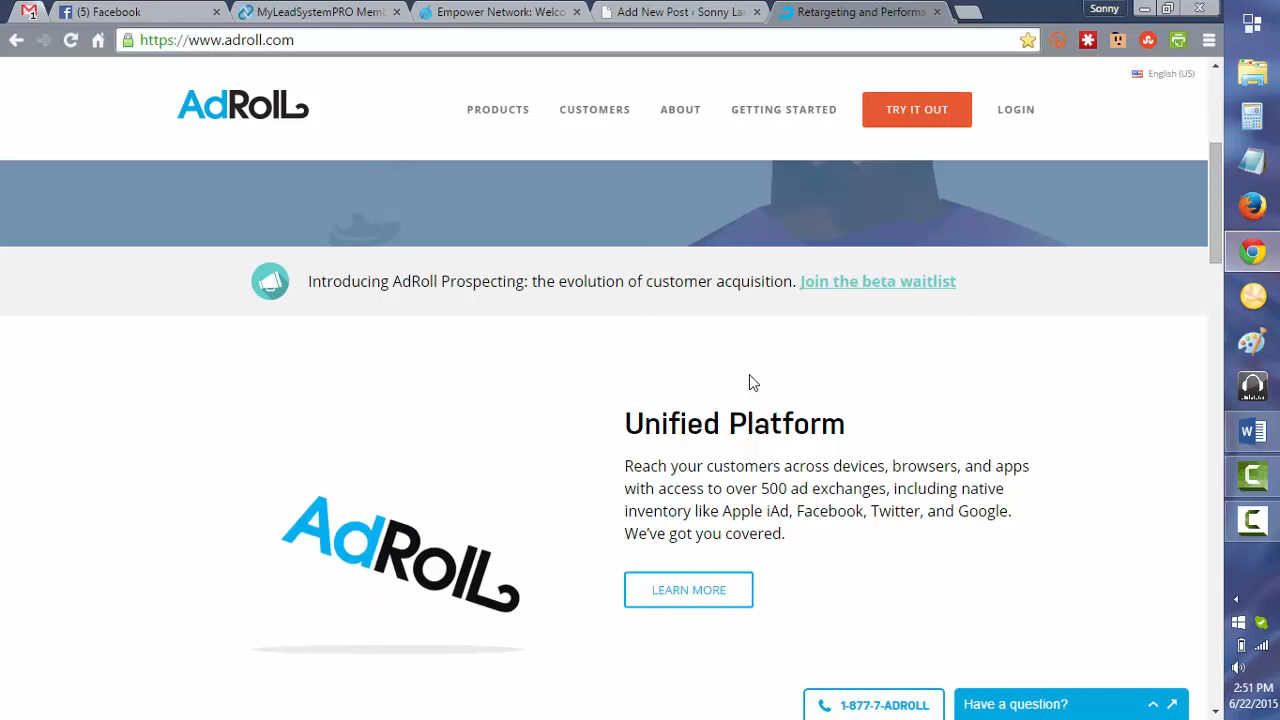 (5) Facebook
MyLeadSystemPRO Mem
Empower Network: Welco
Add New Post ‹ Sonny La
Retargeting and Performa
Sonny
https://www.adroll.com
English (US)
AdRoll
PRODUCTS
CUSTOMERS
ABOUT
GETTING STARTED
TRY IT OUT
LOGIN
Introducing AdRoll Prospecting: the evolution of customer acquisition. Join the beta waitlist
Unified Platform
Reach your customers across devices, browsers, and apps
with access to over 500 ad exchanges, including native
inventory like Apple iAd, Facebook, Twitter, and Google.
We've got you covered.
AdRoll
LEARN MORE
1-877-7-ADROLL
Have a question?
2:51 PM
6/22/2015